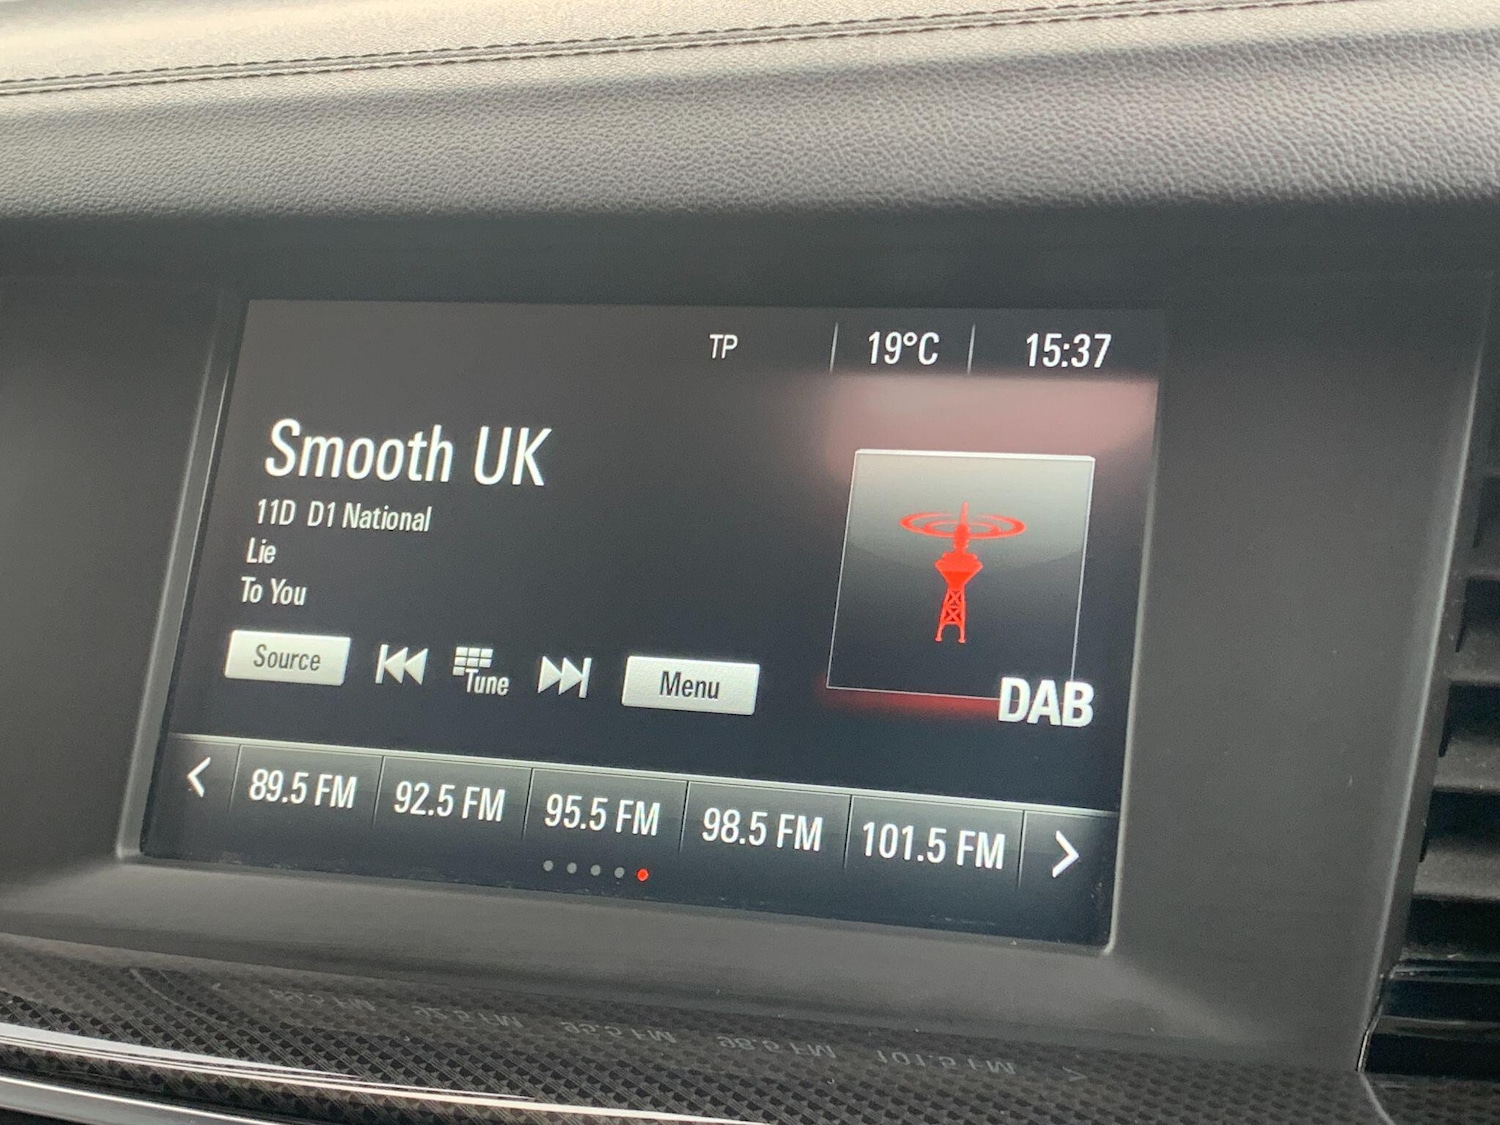 TP 19°C 15:37
Smooth UK
11D D1 National
Lie
To You
Source Tune Menu
DAB
89.5 FM 92.5 FM 95.5 FM 98.5 FM 101.5 FM